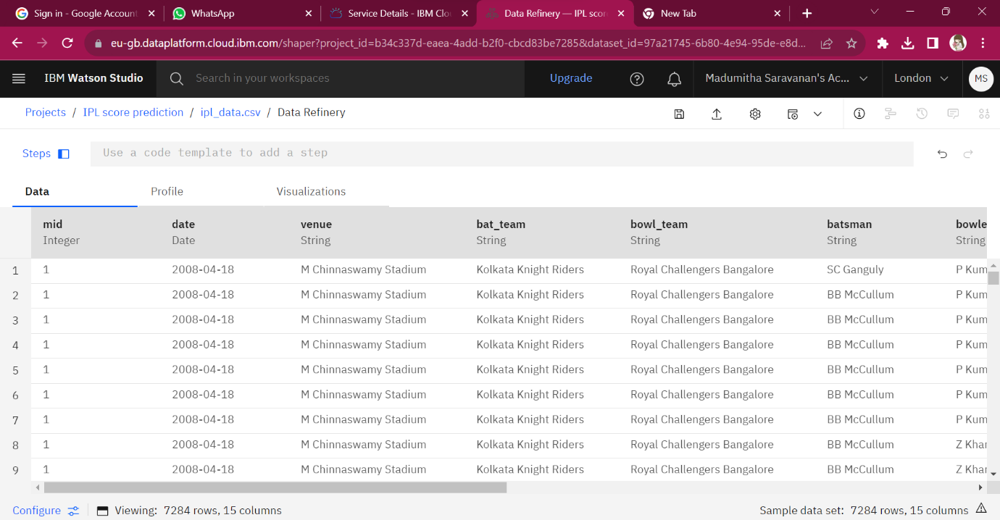 Sign in - Google Account
WhatsApp
Service Details - IBM Clo
Data Refinery — IPL scor
New Tab
eu-gb.dataplatform.cloud.ibm.com/shaper?project_id=b34c337d-eaea-4add-b2f0-cbcd83be7285&dataset_id=97a21745-6b80-4e94-95de-e8d...
IBM Watson Studio
Search in your workspaces
Upgrade
Madumitha Saravanan's Ac...
London
MS
Projects / IPL score prediction / ipl_data.csv / Data Refinery
Steps
Use a code template to add a step
Data Profile Visualizations
mid date venue bat_team bowl_team batsman bowle
Integer Date String String String String String
1 1 2008-04-18 M Chinnaswamy Stadium Kolkata Knight Riders Royal Challengers Bangalore SC Ganguly P Kum
2 1 2008-04-18 M Chinnaswamy Stadium Kolkata Knight Riders Royal Challengers Bangalore BB McCullum P Kum
3 1 2008-04-18 M Chinnaswamy Stadium Kolkata Knight Riders Royal Challengers Bangalore BB McCullum P Kum
4 1 2008-04-18 M Chinnaswamy Stadium Kolkata Knight Riders Royal Challengers Bangalore BB McCullum P Kum
5 1 2008-04-18 M Chinnaswamy Stadium Kolkata Knight Riders Royal Challengers Bangalore BB McCullum P Kum
6 1 2008-04-18 M Chinnaswamy Stadium Kolkata Knight Riders Royal Challengers Bangalore BB McCullum P Kum
7 1 2008-04-18 M Chinnaswamy Stadium Kolkata Knight Riders Royal Challengers Bangalore BB McCullum P Kum
8 1 2008-04-18 M Chinnaswamy Stadium Kolkata Knight Riders Royal Challengers Bangalore BB McCullum Z Khar
9 1 2008-04-18 M Chinnaswamy Stadium Kolkata Knight Riders Royal Challengers Bangalore BB McCullum Z Khar
Configure Viewing: 7284 rows, 15 columns Sample data set: 7284 rows, 15 columns